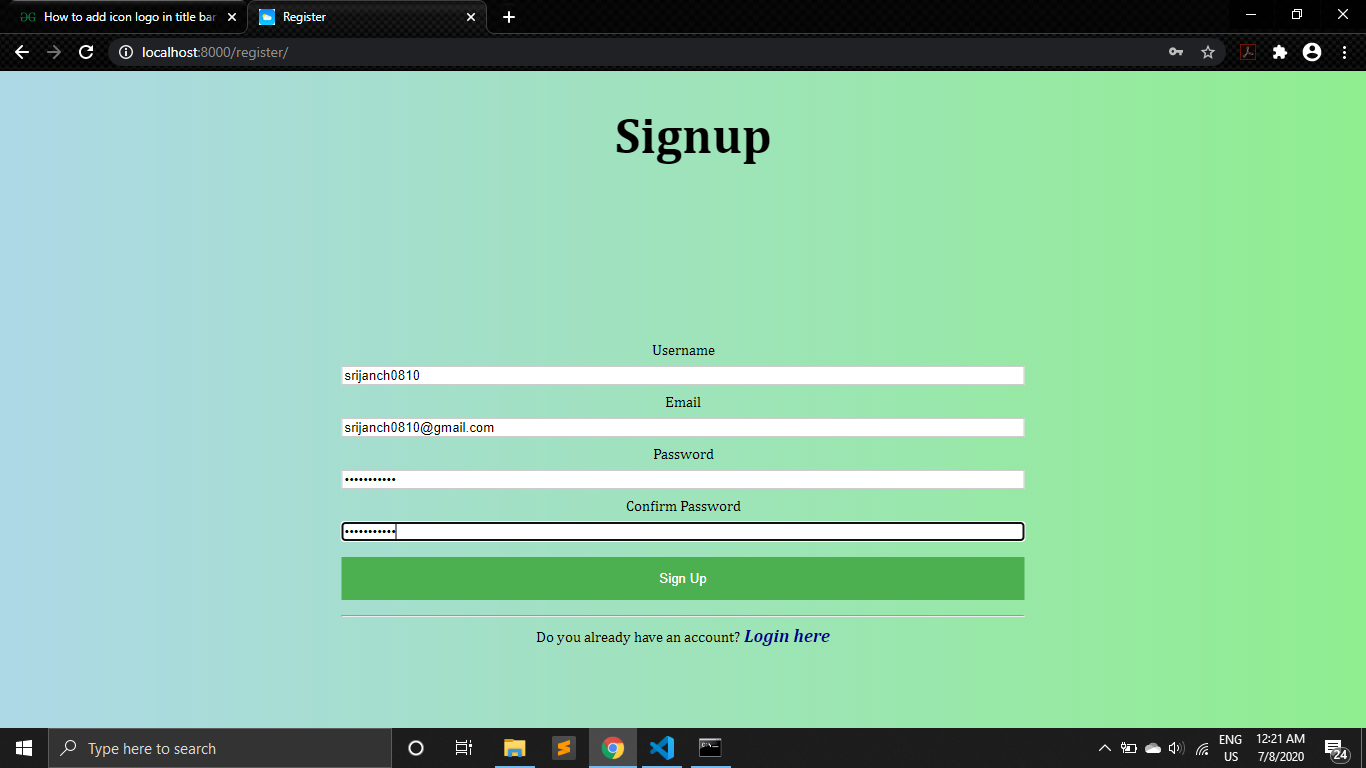 How to add icon logo in title bar
Register
localhost:8000/register/
Signup
Username
srijanch0810
Email
srijanch0810@gmail.com
Password
•••••••••••
Confirm Password
•••••••••••
Sign Up
Do you already have an account? Login here
Type here to search
ENG
US
12:21 AM
7/8/2020
24